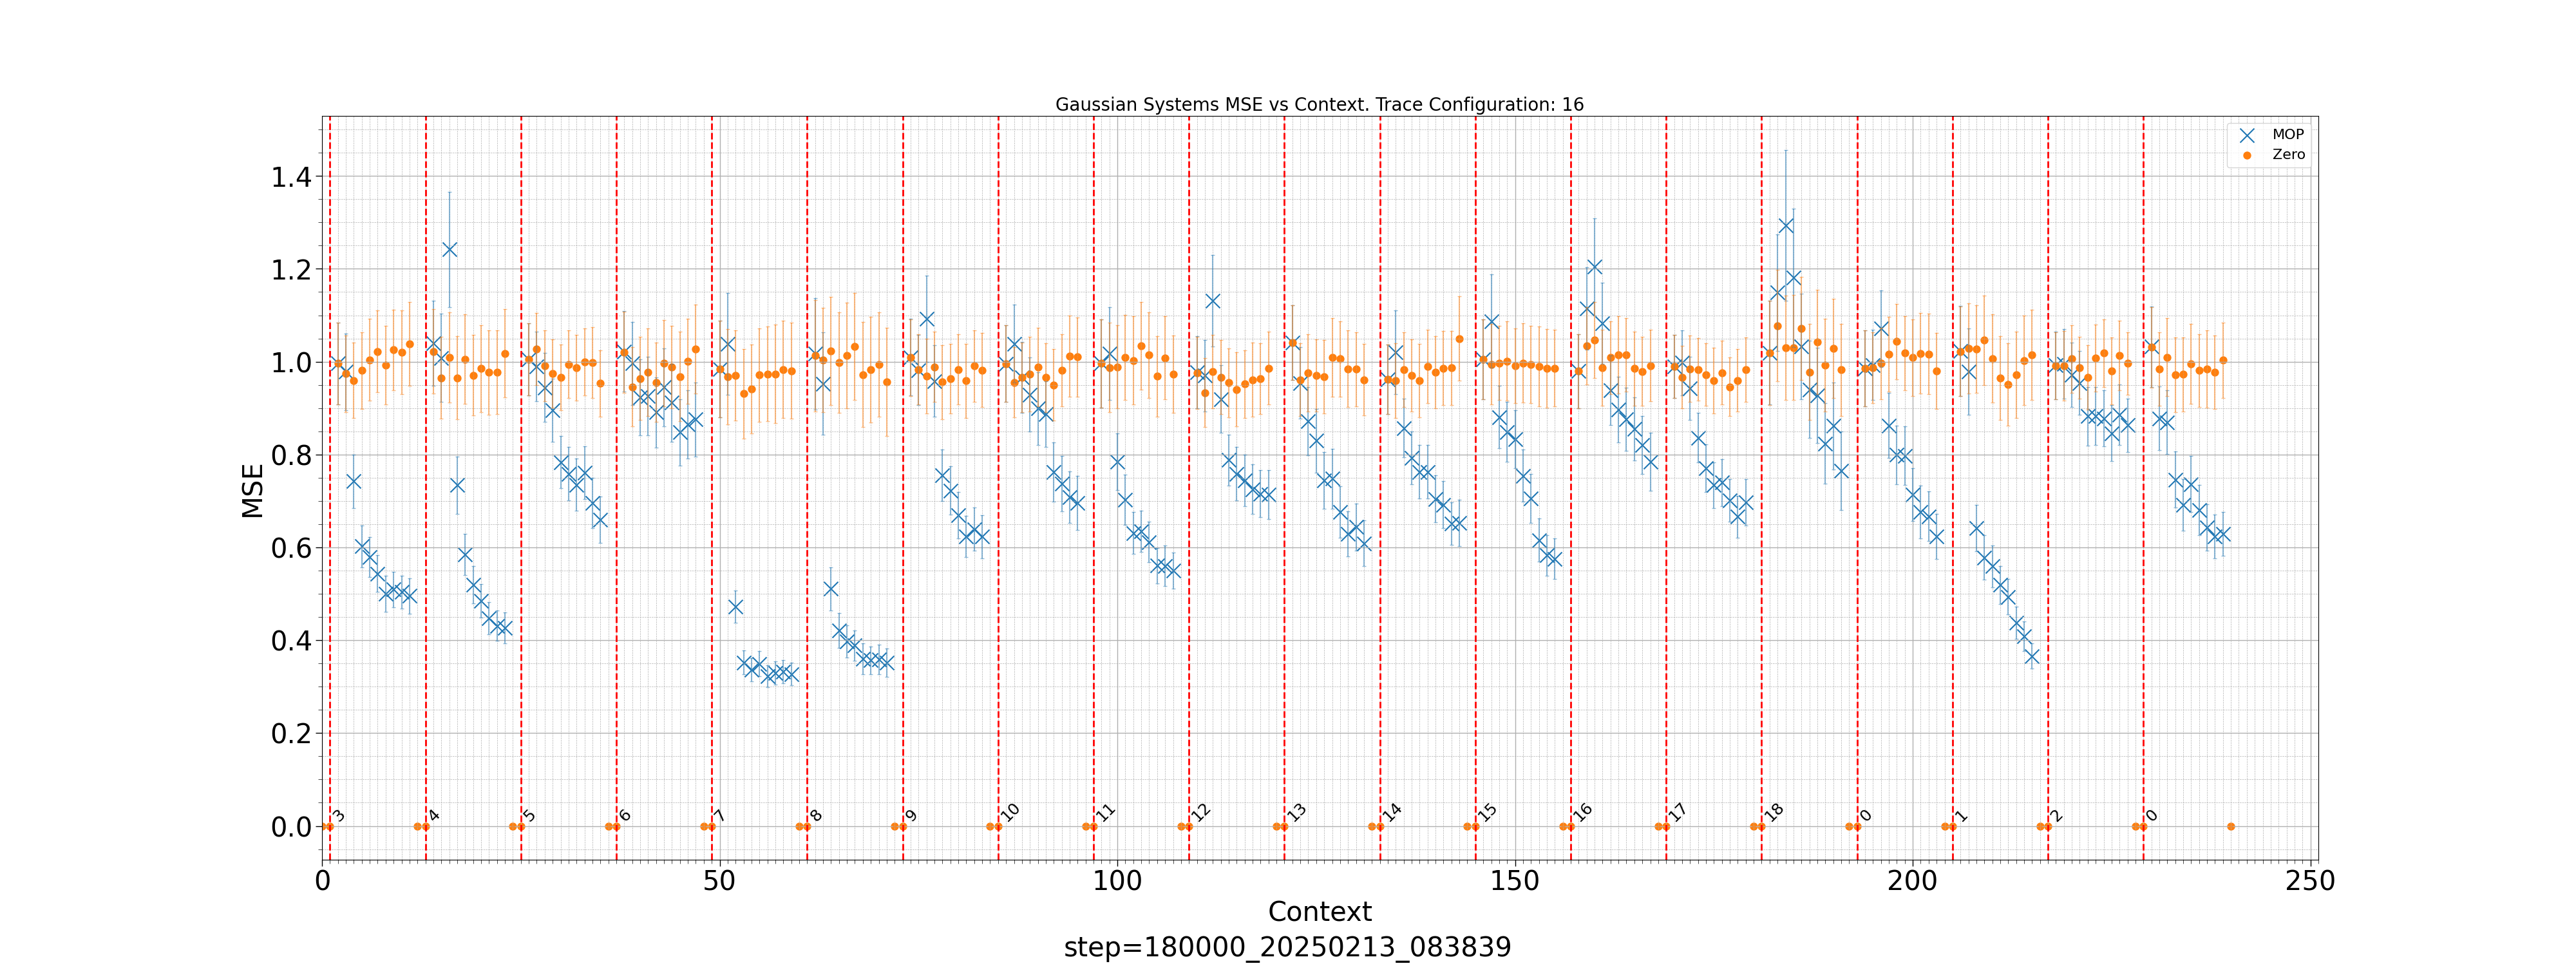 Gaussian Systems MSE vs Context. Trace Configuration: 16
MOP
Zero
1.4
1.2
1.0
0.8
0.6
0.4
0.2
0.0
MSE
3 4 5 6 7 8 9 10 11 12 13 14 15 16 17 18 0 1 2 0
0 50 100 150 200 250
Context
step=180000_20250213_083839